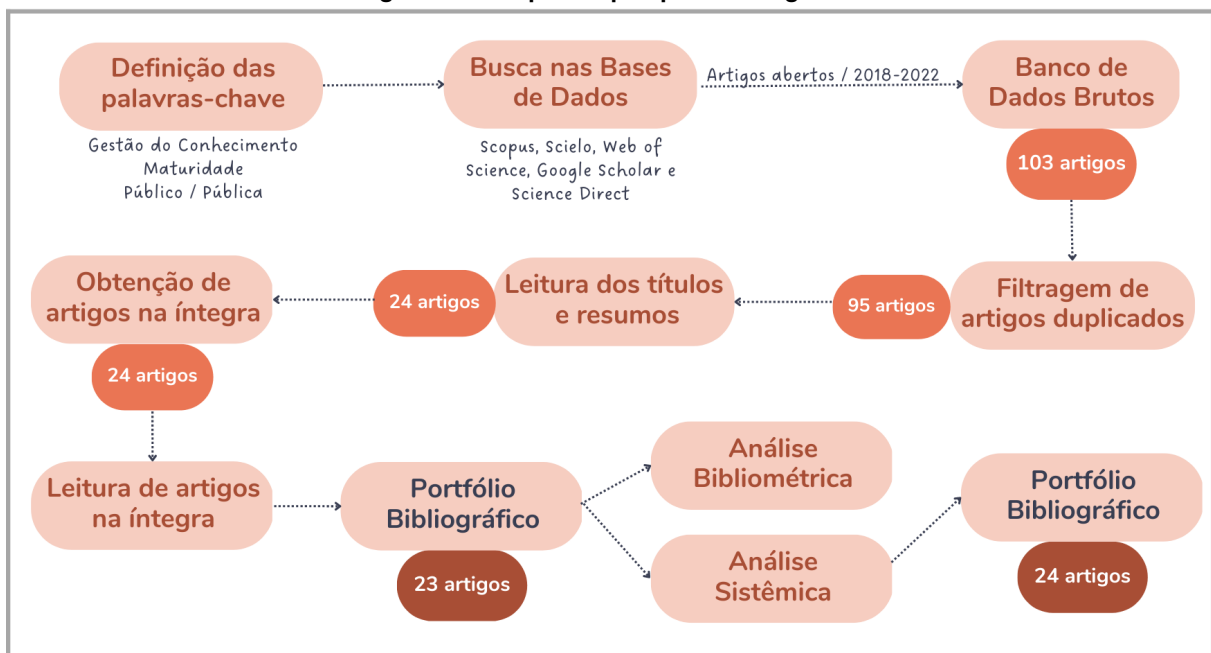 Definição das
palavras-chave
Gestão do Conhecimento
Maturidade
Público / Pública
Busca nas Bases
de Dados
Scopus, Scielo, Web of
Science, Google Scholar e
Science Direct
Artigos abertos / 2018-2022
Banco de
Dados Brutos
103 artigos
Filtragem de
artigos duplicados
95 artigos
Leitura dos títulos
e resumos
24 artigos
Obtenção de
artigos na íntegra
24 artigos
Leitura de artigos
na íntegra
Portfólio
Bibliográfico
23 artigos
Análise
Bibliométrica
Análise
Sistêmica
Portfólio
Bibliográfico
24 artigos